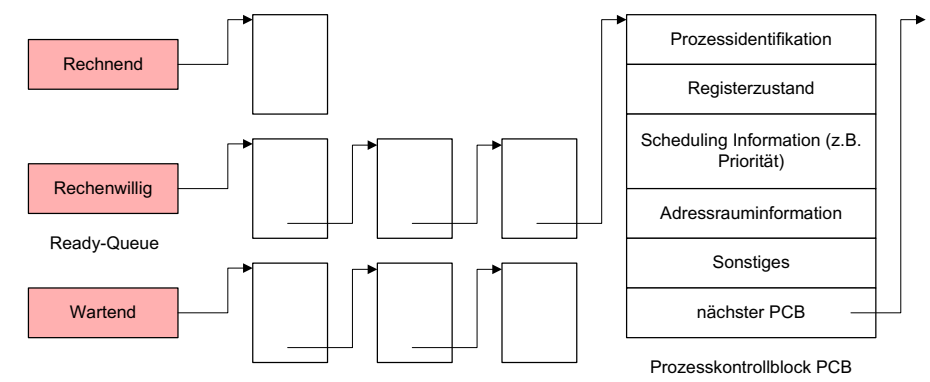 Rechnend
Rechenwillig
Ready-Queue
Wartend
Prozessidentifikation
Registerzustand
Scheduling Information (z.B.
Priorität)
Adressrauminformation
Sonstiges
nächster PCB
Prozesskontrollblock PCB